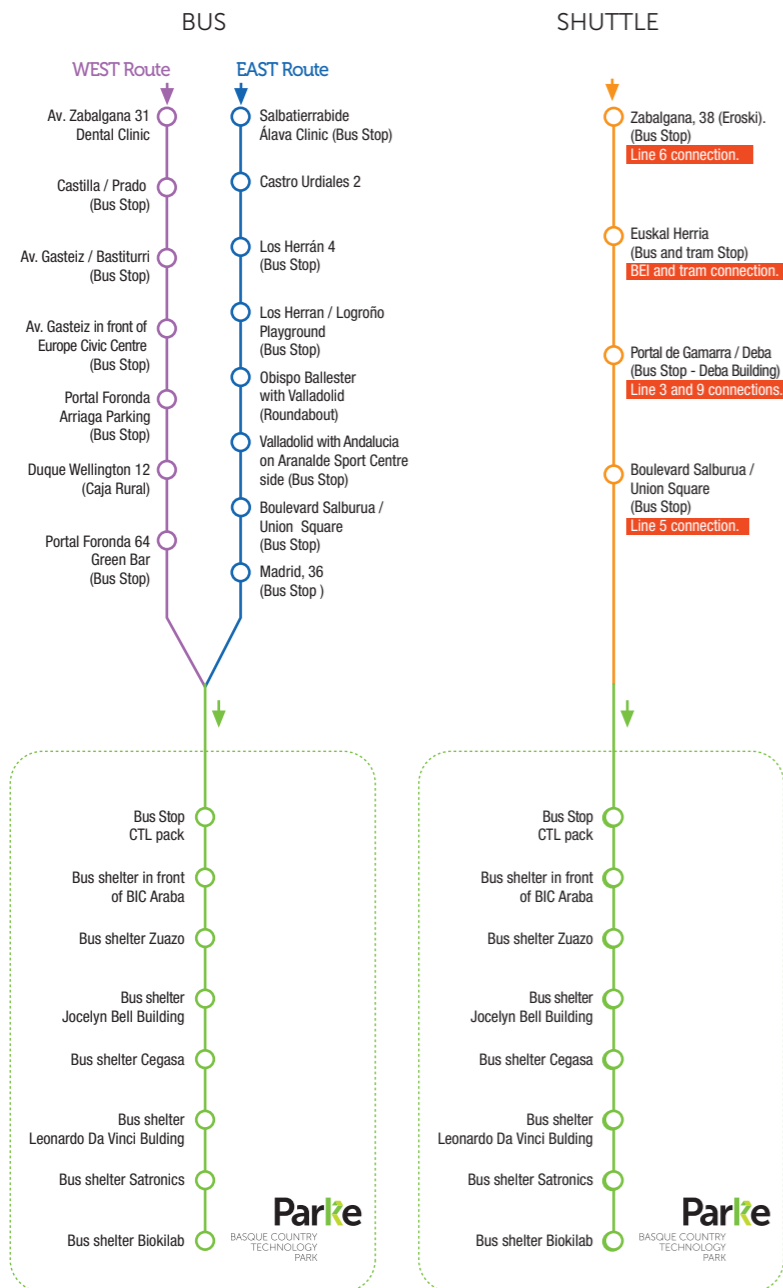 BUS
WEST Route
Av. Zabalgana 31
Dental Clinic
Castilla / Prado
(Bus Stop)
Av. Gasteiz / Bastiturri
(Bus Stop)
Av. Gasteiz in front of
Europe Civic Centre
(Bus Stop)
Portal Foronda
Arriaga Parking
(Bus Stop)
Duque Wellington 12
(Caja Rural)
Portal Foronda 64
Green Bar
(Bus Stop)
EAST Route
Salbatierrabide
Álava Clinic (Bus Stop)
Castro Urdiales 2
Los Herrán 4
(Bus Stop)
Los Herran / Logroño
Playground
(Bus Stop)
Obispo Ballester
with Valladolid
(Roundabout)
Valladolid with Andalucia
on Aranalde Sport Centre
side (Bus Stop)
Boulevard Salburua /
Union Square
(Bus Stop)
Madrid, 36
(Bus Stop )
Bus Stop
CTL pack
Bus shelter in front
of BIC Araba
Bus shelter Zuazo
Bus shelter
Jocelyn Bell Building
Bus shelter Cegasa
Bus shelter
Leonardo Da Vinci Bulding
Bus shelter Satronics
Bus shelter Biokilab
Parke
BASQUE COUNTRY
TECHNOLOGY
PARK
SHUTTLE
Zabalgana, 38 (Eroski).
(Bus Stop)
Line 6 connection.
Euskal Herria
(Bus and tram Stop)
BEI and tram connection.
Portal de Gamarra / Deba
(Bus Stop - Deba Building)
Line 3 and 9 connections.
Boulevard Salburua /
Union Square
(Bus Stop)
Line 5 connection.
Bus Stop
CTL pack
Bus shelter in front
of BIC Araba
Bus shelter Zuazo
Bus shelter
Jocelyn Bell Building
Bus shelter Cegasa
Bus shelter
Leonardo Da Vinci Bulding
Bus shelter Satronics
Bus shelter Biokilab
Parke
BASQUE COUNTRY
TECHNOLOGY
PARK